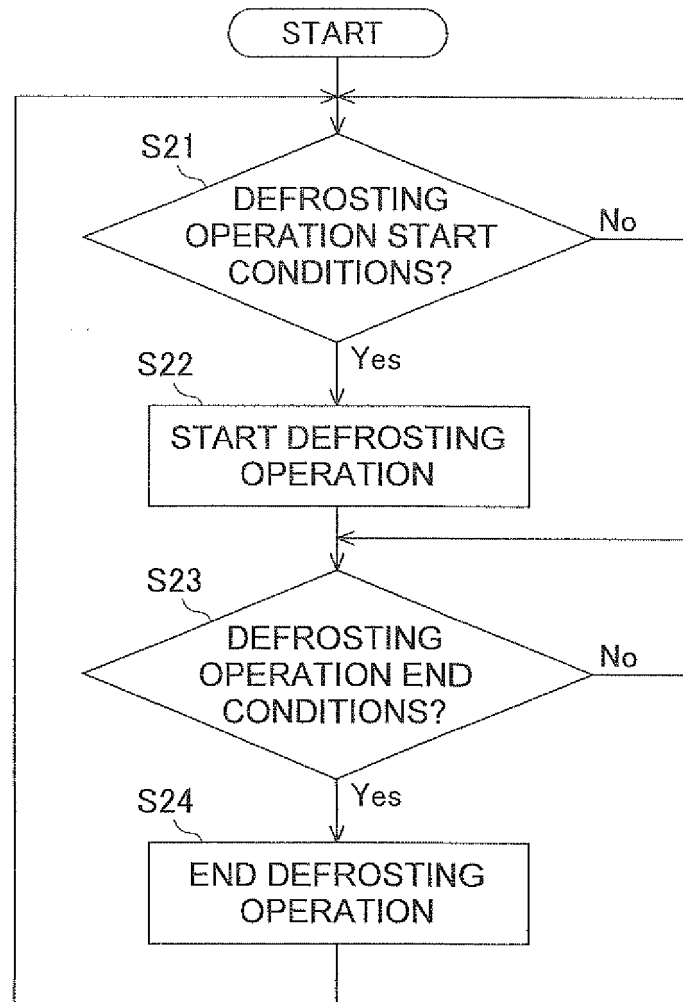 START
S21
DEFROSTING
OPERATION START
CONDITIONS?
No
Yes
S22
START DEFROSTING
OPERATION
S23
DEFROSTING
OPERATION END
CONDITIONS?
No
Yes
S24
END DEFROSTING
OPERATION